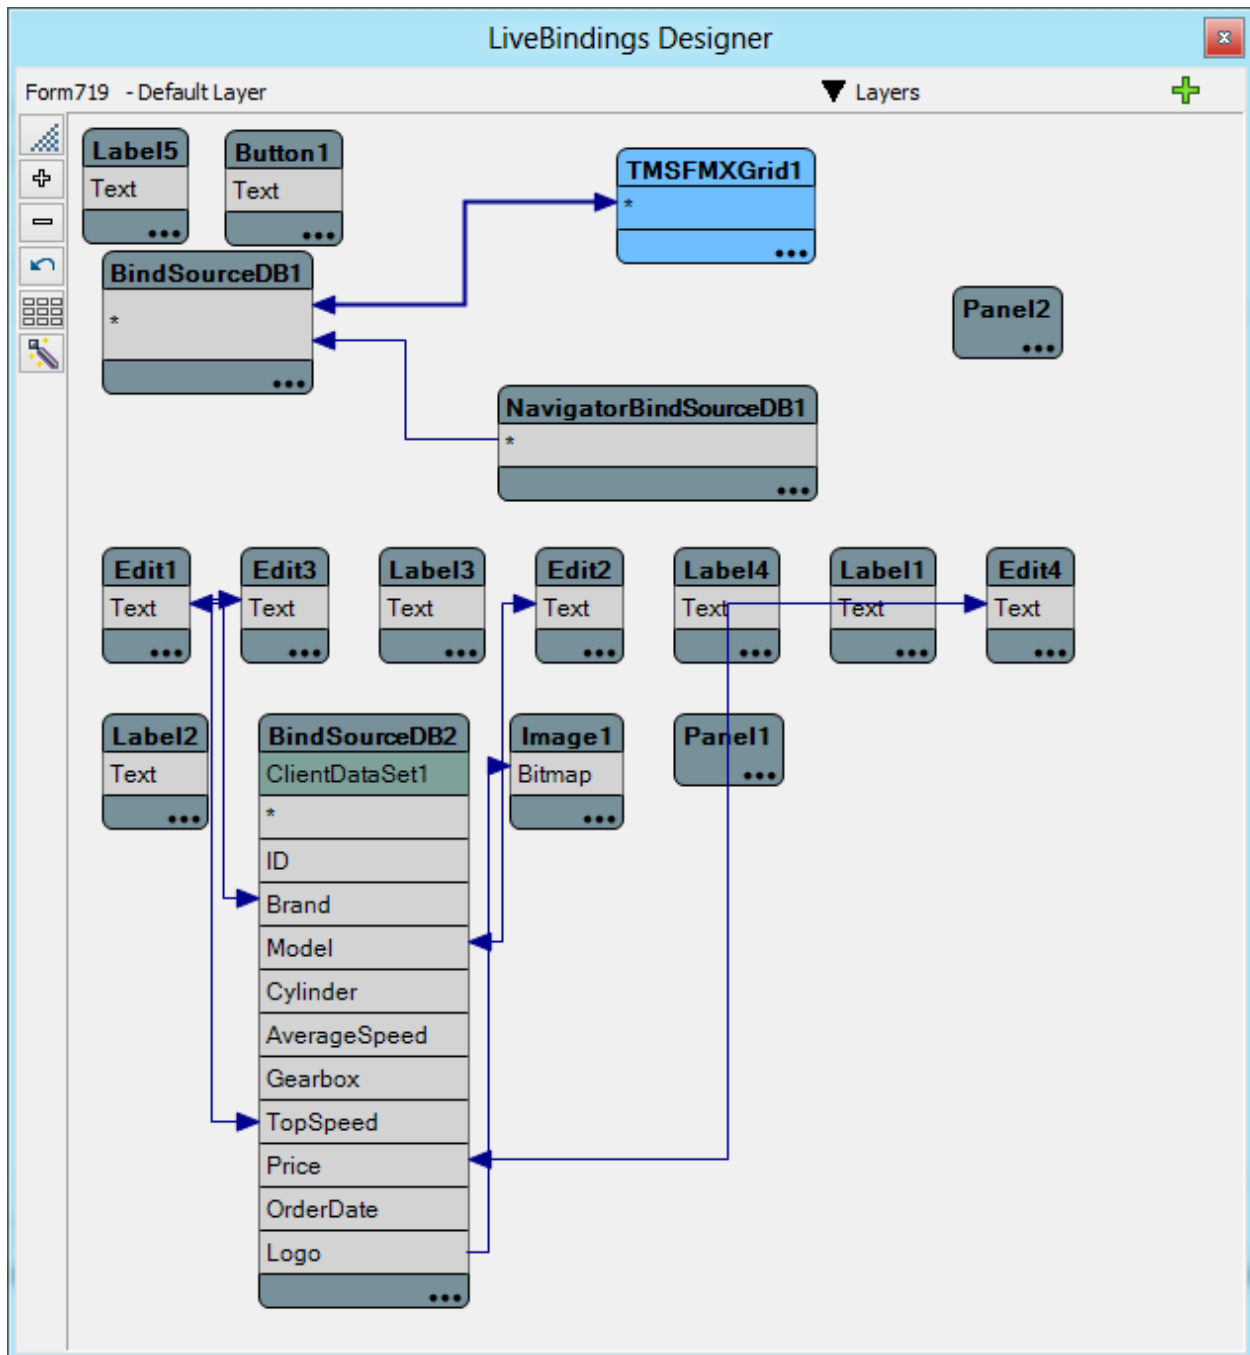 LiveBindings Designer
Form719 - Default Layer
Layers
Label5
Text
Button1
Text
TMSFMXGrid1
*
BindSourceDB1
*
Panel2
NavigatorBindSourceDB1
*
Edit1
Text
Edit3
Text
Label3
Text
Edit2
Text
Label4
Text
Label1
Text
Edit4
Text
Label2
Text
BindSourceDB2
ClientDataSet1
*
ID
Brand
Model
Cylinder
AverageSpeed
Gearbox
TopSpeed
Price
OrderDate
Logo
Image1
Bitmap
Panel1